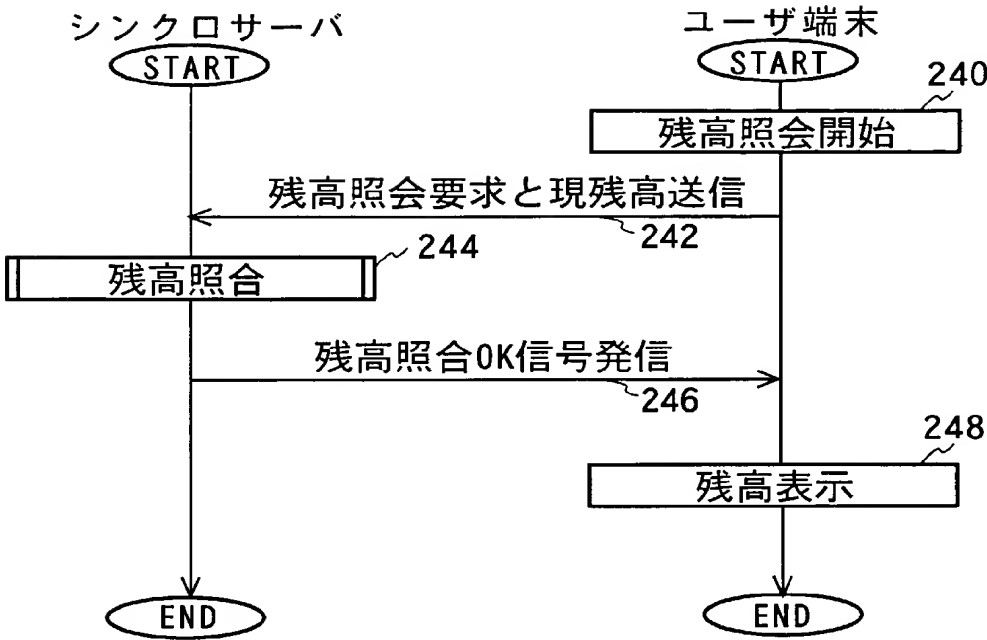 シンクロサーバ
ユーザ端末
START
START
240
残高照会開始
残高照会要求と現残高送信
242
244
残高照合
残高照合OK信号発信
246
248
残高表示
END
END